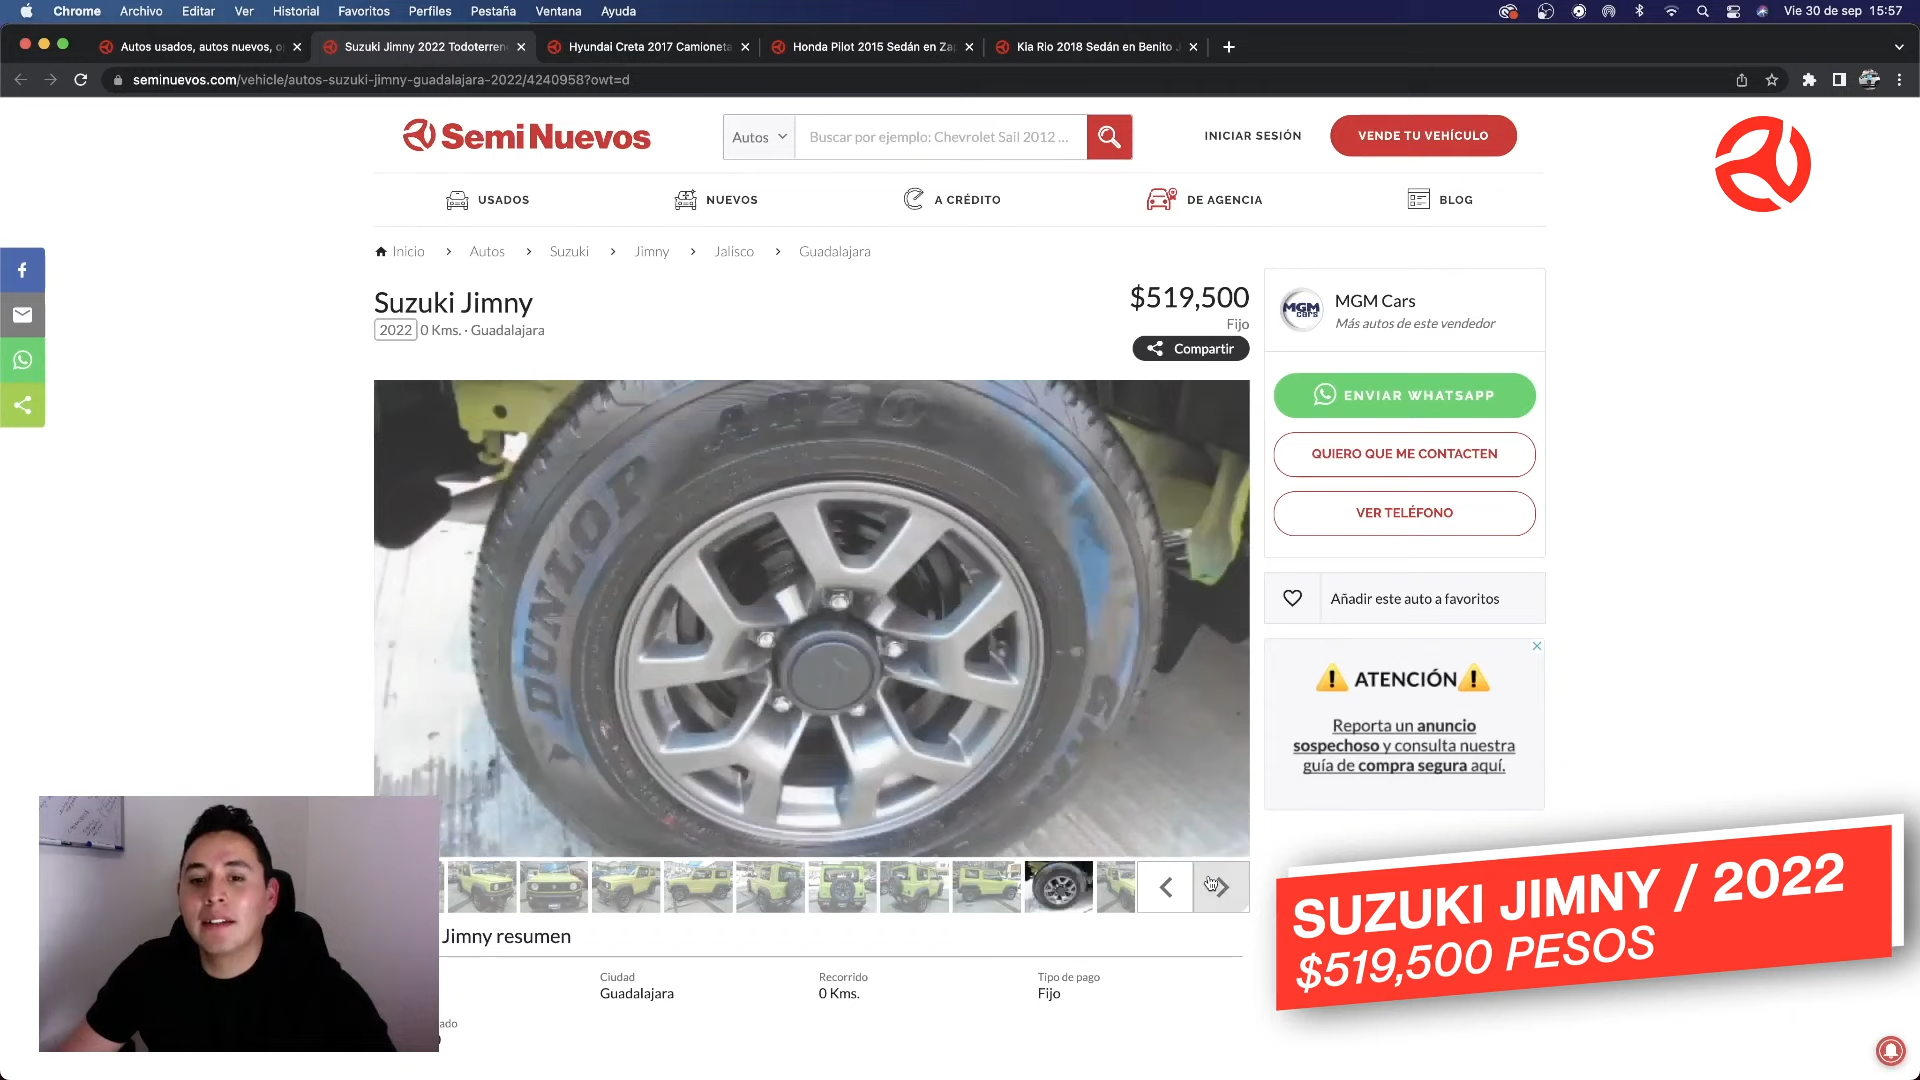 Chrome Archivo Editar Ver Historial Favoritos Perfiles Pestaña Ventana Ayuda
Vie 30 de sep 15:57
Autos usados, autos nuevos, o
Suzuki Jimny 2022 Todoterren
Hyundai Creta 2017 Camioneta
Honda Pilot 2015 Sedán en Za
Kia Rio 2018 Sedán en Benito J
seminuevos.com/vehicle/autos-suzuki-jimny-guadalajara-2022/4240958?owt=d
SemiNuevos
Autos
Buscar por ejemplo: Chevrolet Sail 2012 ...
INICIAR SESIÓN
VENDE TU VEHÍCULO
USADOS
NUEVOS
A CRÉDITO
DE AGENCIA
BLOG
Inicio > Autos > Suzuki > Jimny > Jalisco > Guadalajara
Suzuki Jimny
2022 0 Kms. · Guadalajara
$519,500
Fijo
Compartir
MGM cars
MGM Cars
Más autos de este vendedor
ENVIAR WHATSAPP
QUIERO QUE ME CONTACTEN
VER TELÉFONO
Añadir este auto a favoritos
ATENCIÓN
Reporta un anuncio
sospechoso y consulta nuestra
guía de compra segura aquí.
AT20
DUNLOP
Jimny resumen
Ciudad
Guadalajara
Recorrido
0 Kms.
Tipo de pago
Fijo
ado
SUZUKI JIMNY / 2022
$519,500 PESOS